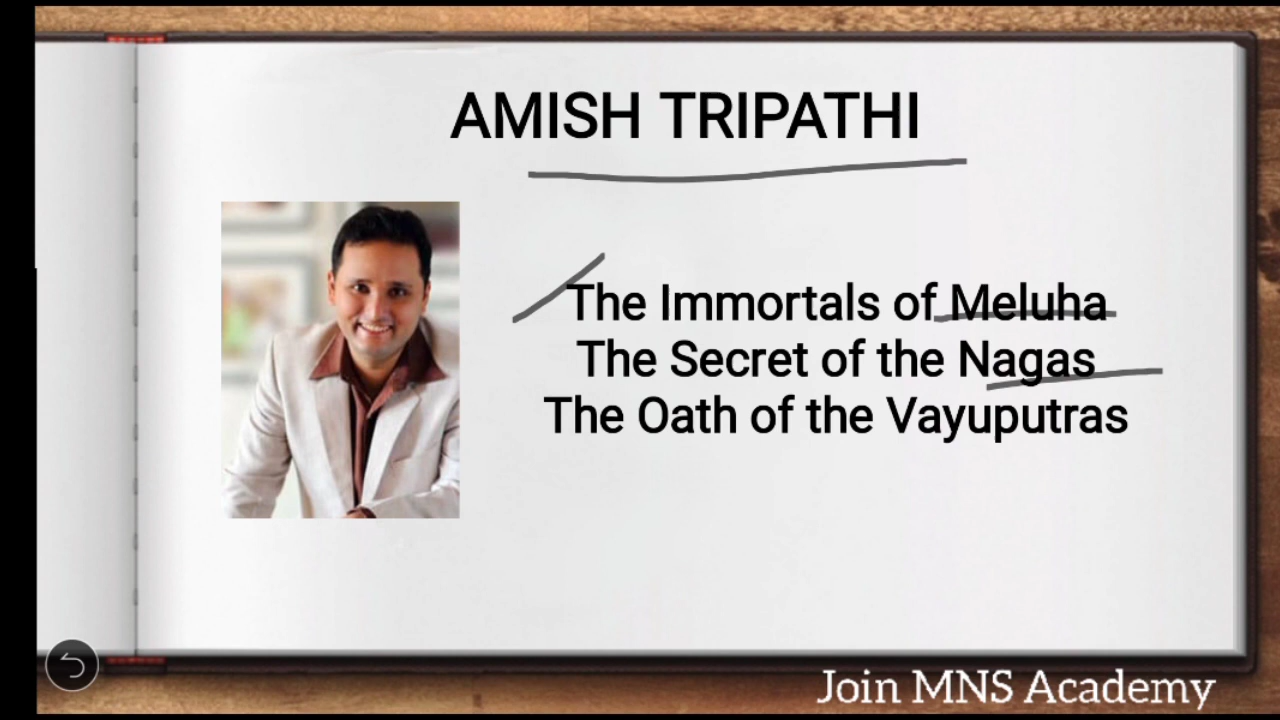 AMISH TRIPATHI
The Immortals of Meluha
The Secret of the Nagas
The Oath of the Vayuputras
Join MNS Academy